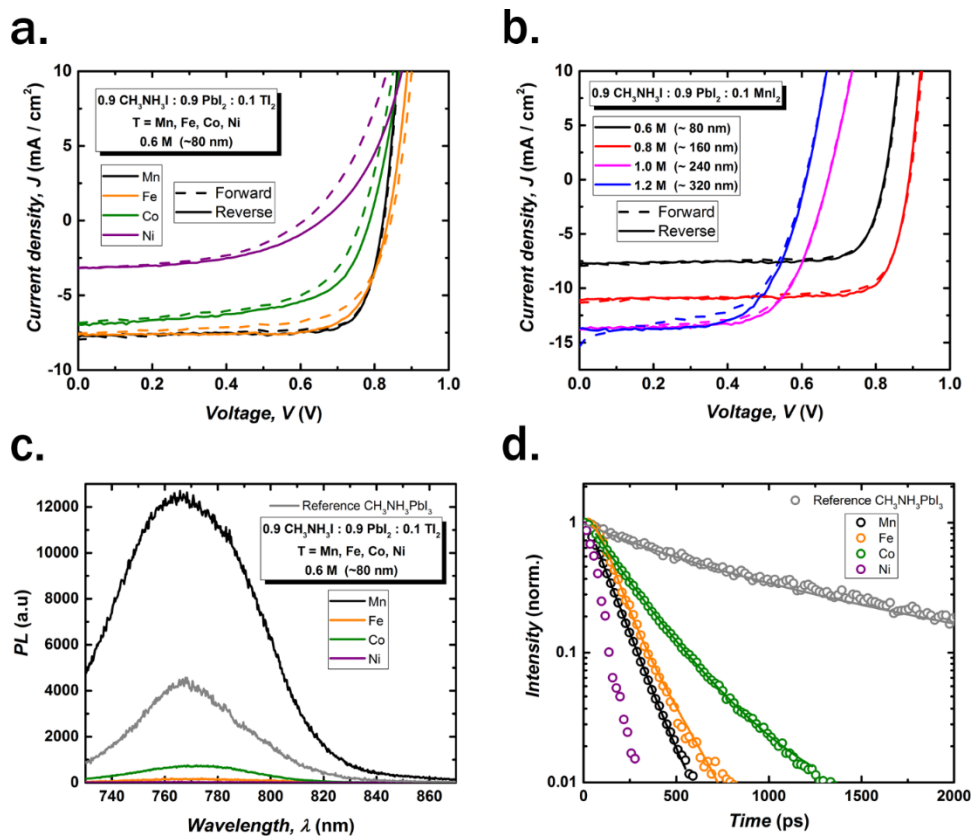 a.
10
5
0
-5
-10
0.0 0.2 0.4 0.6 0.8 1.0
Current density, J (mA / cm²)
Voltage, V (V)
0.9 CH₃NH₃I : 0.9 PbI₂ : 0.1 TI₂
T = Mn, Fe, Co, Ni
0.6 M (~80 nm)
Mn
Fe
Co
Ni
Forward
Reverse
b.
10
5
0
-5
-10
-15
0.0 0.2 0.4 0.6 0.8 1.0
Current density, J (mA / cm²)
Voltage, V (V)
0.9 CH₃NH₃I : 0.9 PbI₂ : 0.1 MnI₂
0.6 M (~ 80 nm)
0.8 M (~ 160 nm)
1.0 M (~ 240 nm)
1.2 M (~ 320 nm)
Forward
Reverse
c.
12000
10000
8000
6000
4000
2000
0
740 760 780 800 820 840 860
PL (a.u)
Wavelength, λ (nm)
Reference CH₃NH₃PbI₃
0.9 CH₃NH₃I : 0.9 PbI₂ : 0.1 TI₂
T = Mn, Fe, Co, Ni
0.6 M (~80 nm)
Mn
Fe
Co
Ni
d.
1
0.1
0.01
0 500 1000 1500 2000
Intensity (norm.)
Time (ps)
Reference CH₃NH₃PbI₃
Mn
Fe
Co
Ni